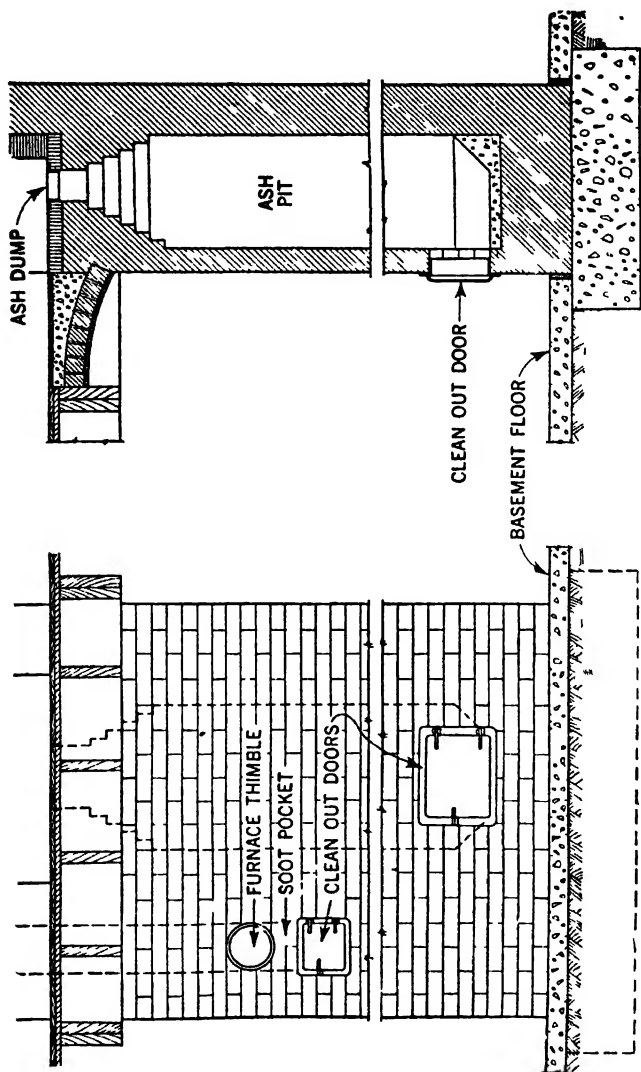 ASH DUMP
ASH
PIT
CLEAN OUT DOOR
BASEMENT FLOOR
FURNACE THIMBLE
SOOT POCKET
CLEAN OUT DOORS